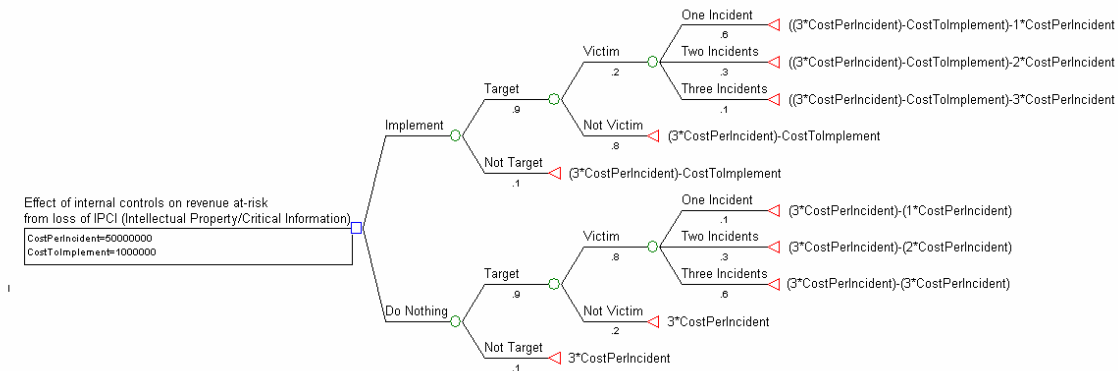 One Incident
.6
((3*CostPerIncident)-CostToImplement)-1*CostPerIncident
Victim
.2
Two Incidents
.3
((3*CostPerIncident)-CostToImplement)-2*CostPerIncident
Target
.9
Three Incidents
.1
((3*CostPerIncident)-CostToImplement)-3*CostPerIncident
Implement
Not Victim
.8
(3*CostPerIncident)-CostToImplement
Not Target
.1
(3*CostPerIncident)-CostToImplement
Effect of internal controls on revenue at-risk
from loss of IPCI (Intellectual Property/Critical Information)
CostPerIncident=50000000
CostToImplement=1000000
One Incident
.1
(3*CostPerIncident)-(1*CostPerIncident)
Victim
.8
Two Incidents
.3
(3*CostPerIncident)-(2*CostPerIncident)
Target
.9
Three Incidents
.6
(3*CostPerIncident)-(3*CostPerIncident)
Do Nothing
Not Victim
.2
3*CostPerIncident
Not Target
.1
3*CostPerIncident